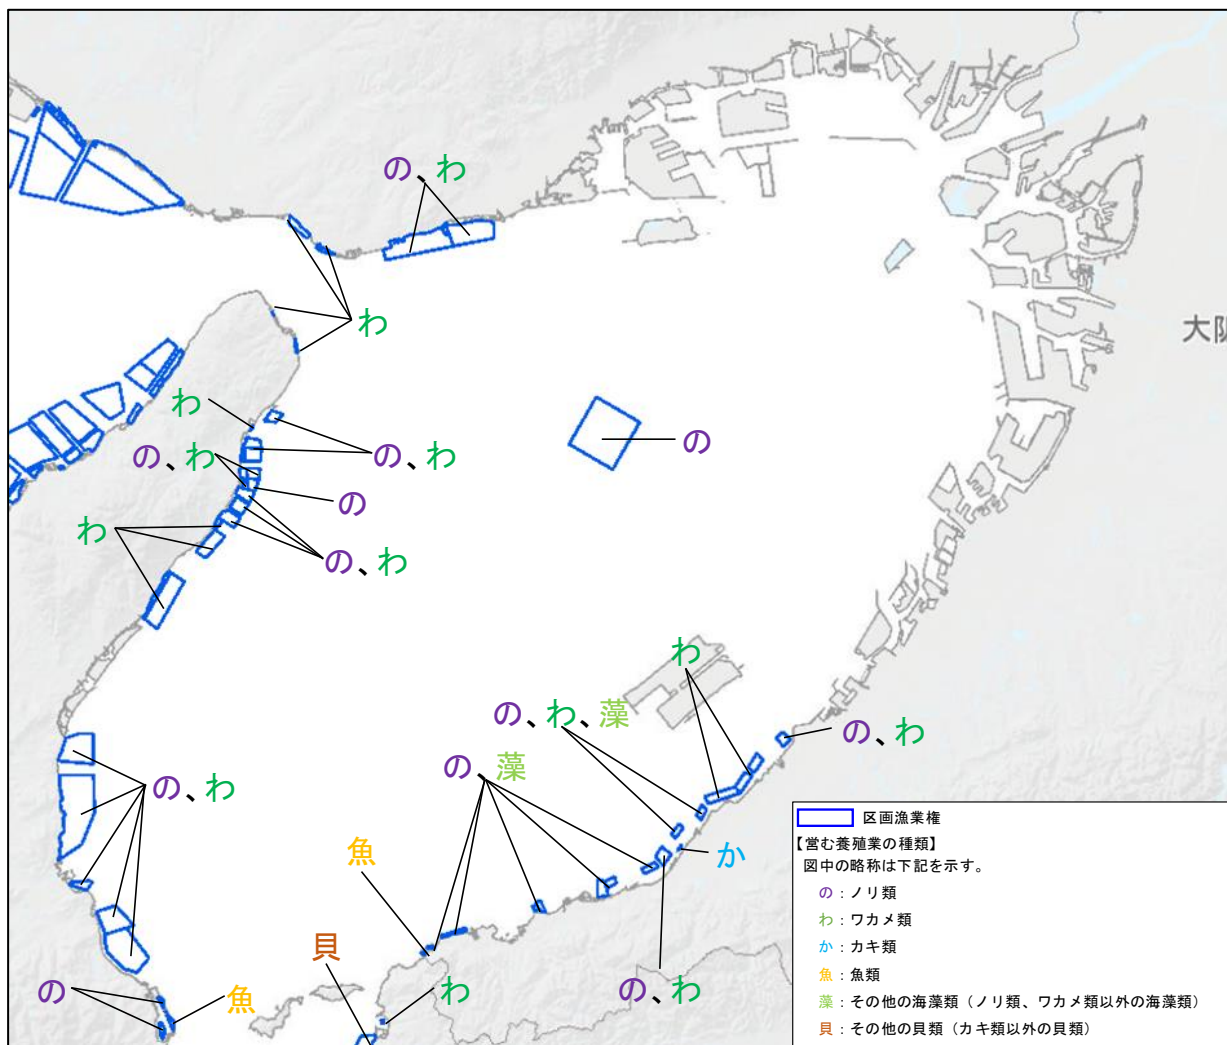 の、わ
わ
大阪
わ
の、わ
の、わ
の
の
わ
の、わ
わ
の、わ、藻
の、わ
の、藻
の、わ
魚
か
貝
の
魚
わ
の、わ
区画漁業権
【営む養殖業の種類】
図中の略称は下記を示す。
の：ノリ類
わ：ワカメ類
か：カキ類
魚：魚類
藻：その他の海藻類（ノリ類、ワカメ類以外の海藻類）
貝：その他の貝類（カキ類以外の貝類）